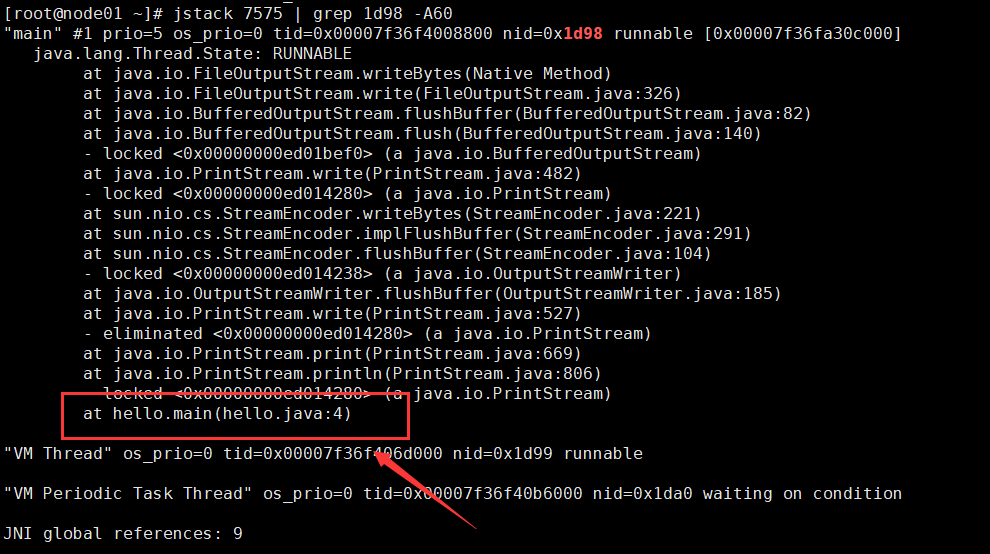 [root@node01 ~]# jstack 7575 | grep 1d98 -A60
"main" #1 prio=5 os_prio=0 tid=0x00007f36f4008800 nid=0x1d98 runnable [0x00007f36fa30c000]
   java.lang.Thread.State: RUNNABLE
        at java.io.FileOutputStream.writeBytes(Native Method)
        at java.io.FileOutputStream.write(FileOutputStream.java:326)
        at java.io.BufferedOutputStream.flushBuffer(BufferedOutputStream.java:82)
        at java.io.BufferedOutputStream.flush(BufferedOutputStream.java:140)
        - locked <0x00000000ed01bef0> (a java.io.BufferedOutputStream)
        at java.io.PrintStream.write(PrintStream.java:482)
        - locked <0x00000000ed014280> (a java.io.PrintStream)
        at sun.nio.cs.StreamEncoder.writeBytes(StreamEncoder.java:221)
        at sun.nio.cs.StreamEncoder.implFlushBuffer(StreamEncoder.java:291)
        at sun.nio.cs.StreamEncoder.flushBuffer(StreamEncoder.java:104)
        - locked <0x00000000ed014238> (a java.io.OutputStreamWriter)
        at java.io.OutputStreamWriter.flushBuffer(OutputStreamWriter.java:185)
        at java.io.PrintStream.write(PrintStream.java:527)
        - eliminated <0x00000000ed014280> (a java.io.PrintStream)
        at java.io.PrintStream.print(PrintStream.java:669)
        at java.io.PrintStream.println(PrintStream.java:806)
        - locked <0x00000000ed014280> (a java.io.PrintStream)
        at hello.main(hello.java:4)

"VM Thread" os_prio=0 tid=0x00007f36f406d000 nid=0x1d99 runnable

"VM Periodic Task Thread" os_prio=0 tid=0x00007f36f40b6000 nid=0x1da0 waiting on condition

JNI global references: 9